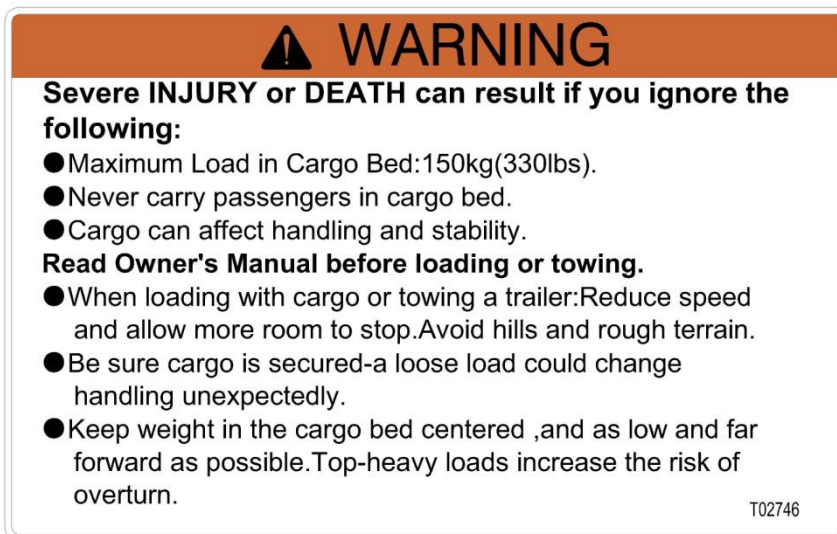 WARNING
Severe INJURY or DEATH can result if you ignore the
following:
●Maximum Load in Cargo Bed:150kg(330lbs).
●Never carry passengers in cargo bed.
●Cargo can affect handling and stability.
Read Owner's Manual before loading or towing.
●When loading with cargo or towing a trailer:Reduce speed
and allow more room to stop.Avoid hills and rough terrain.
●Be sure cargo is secured-a loose load could change
handling unexpectedly.
●Keep weight in the cargo bed centered ,and as low and far
forward as possible.Top-heavy loads increase the risk of
overturn.
T02746